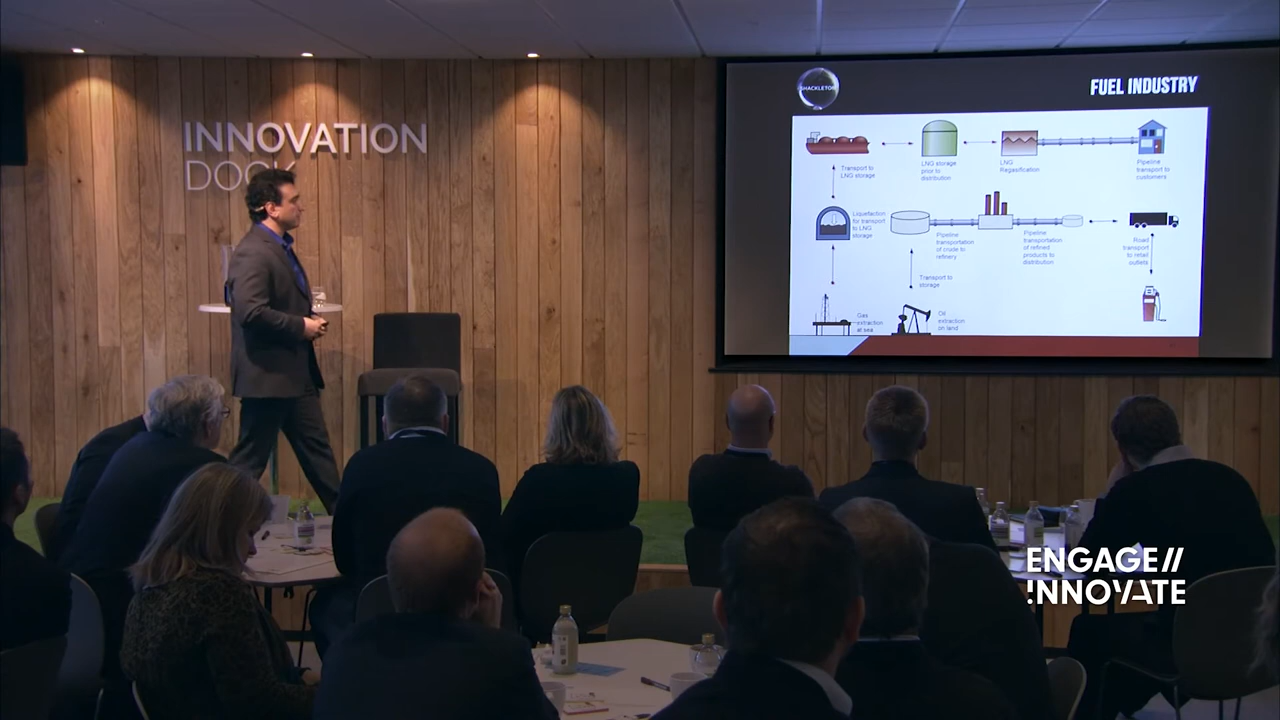 INNOVATION
DOCK
SHACKLETON
FUEL INDUSTRY
Transport to
LNG storage
LNG storage
prior to
distribution
LNG
Regasification
Pipeline
transport to
customers
Liquefaction
for transport
to LNG
storage
Pipeline
transportation
of crude to
refinery
Pipeline
transportation
of refined
products to
distribution
Road
transport
to retail
outlets
Transport to
storage
Gas
extraction
at sea
Oil
extraction
on land
ENGAGE//
!NNOVATE